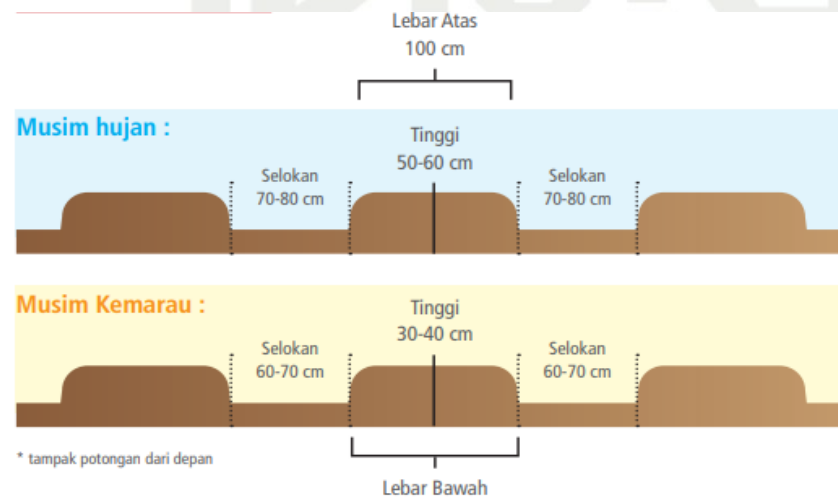 Lebar Atas
100 cm
Musim hujan :
Tinggi
50-60 cm
Selokan
70-80 cm
Selokan
70-80 cm
Musim Kemarau :
Tinggi
30-40 cm
Selokan
60-70 cm
Selokan
60-70 cm
* tampak potongan dari depan
Lebar Bawah